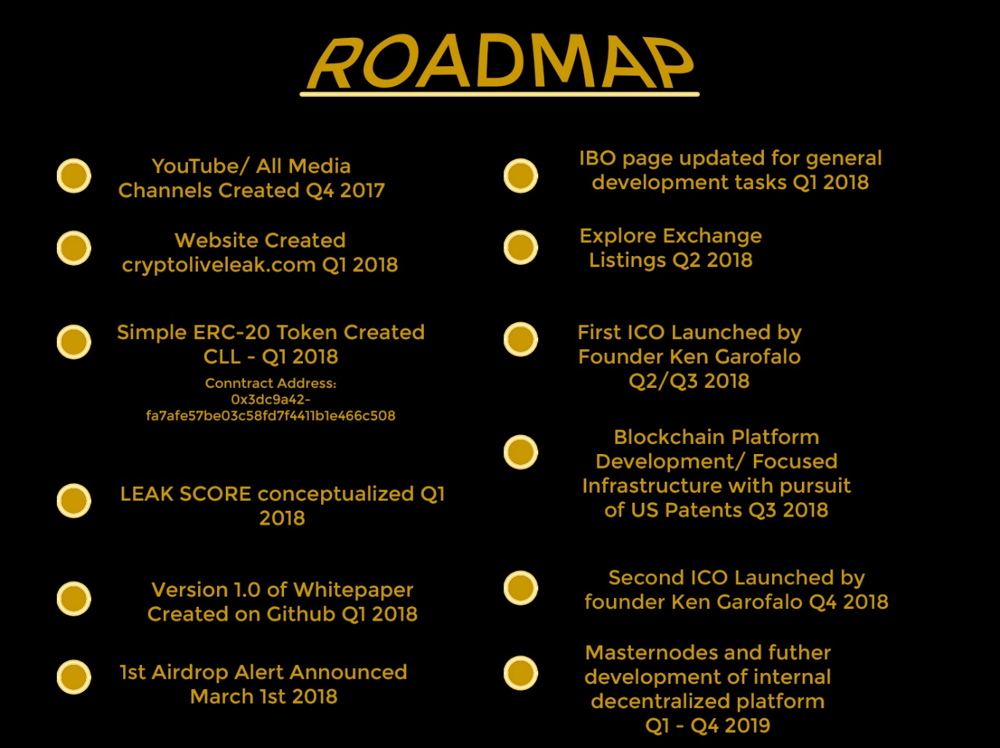 ROADMAP
YouTube/ All Media
Channels Created Q4 2017
Website Created
cryptoliveleak.com Q1 2018
Simple ERC-20 Token Created
CLL - Q1 2018
Conntract Address:
0x3dc9a42-
fa7afe57be03c58fd7f4411b1e466c508
LEAK SCORE conceptualized Q1
2018
Version 1.0 of Whitepaper
Created on Github Q1 2018
1st Airdrop Alert Announced
March 1st 2018
IBO page updated for general
development tasks Q1 2018
Explore Exchange
Listings Q2 2018
First ICO Launched by
Founder Ken Garofalo
Q2/Q3 2018
Blockchain Platform
Development/ Focused
Infrastructure with pursuit
of US Patents Q3 2018
Second ICO Launched by
founder Ken Garofalo Q4 2018
Masternodes and futher
development of internal
decentralized platform
Q1 - Q4 2019